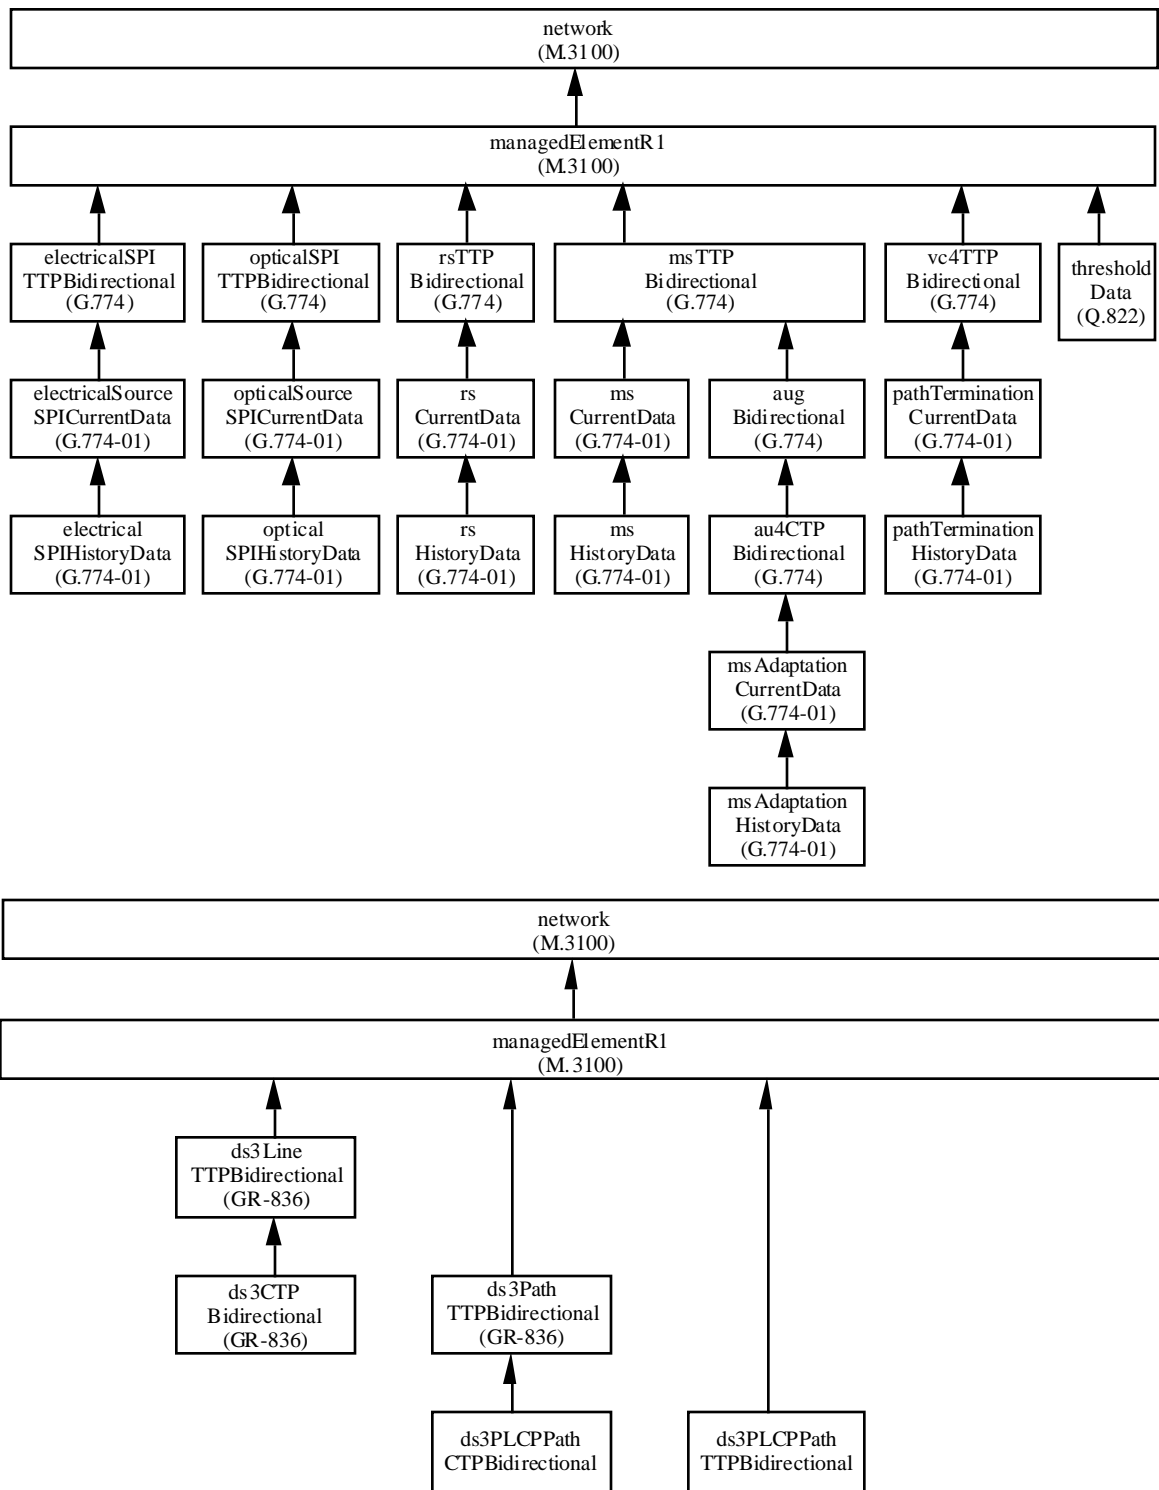 network
(M.3100)
managedElementR1
(M.3100)
electricalSPI
TTPBidirectional
(G.774)
opticalSPI
TTPBidirectional
(G.774)
rsTTP
Bidirectional
(G.774)
msTTP
Bidirectional
(G.774)
vc4TTP
Bidirectional
(G.774)
threshold
Data
(Q.822)
electricalSource
SPICurrentData
(G.774-01)
opticalSource
SPICurrentData
(G.774-01)
rs
CurrentData
(G.774-01)
ms
CurrentData
(G.774-01)
aug
Bidirectional
(G.774)
pathTermination
CurrentData
(G.774-01)
electrical
SPIHistoryData
(G.774-01)
optical
SPIHistoryData
(G.774-01)
rs
HistoryData
(G.774-01)
ms
HistoryData
(G.774-01)
au4CTP
Bidirectional
(G.774)
pathTermination
HistoryData
(G.774-01)
msAdaptation
CurrentData
(G.774-01)
msAdaptation
HistoryData
(G.774-01)
network
(M.3100)
managedElementR1
(M.3100)
ds3Line
TTPBidirectional
(GR-836)
ds3CTP
Bidirectional
(GR-836)
ds3Path
TTPBidirectional
(GR-836)
ds3PLCPPath
CTPBidirectional
ds3PLCPPath
TTPBidirectional